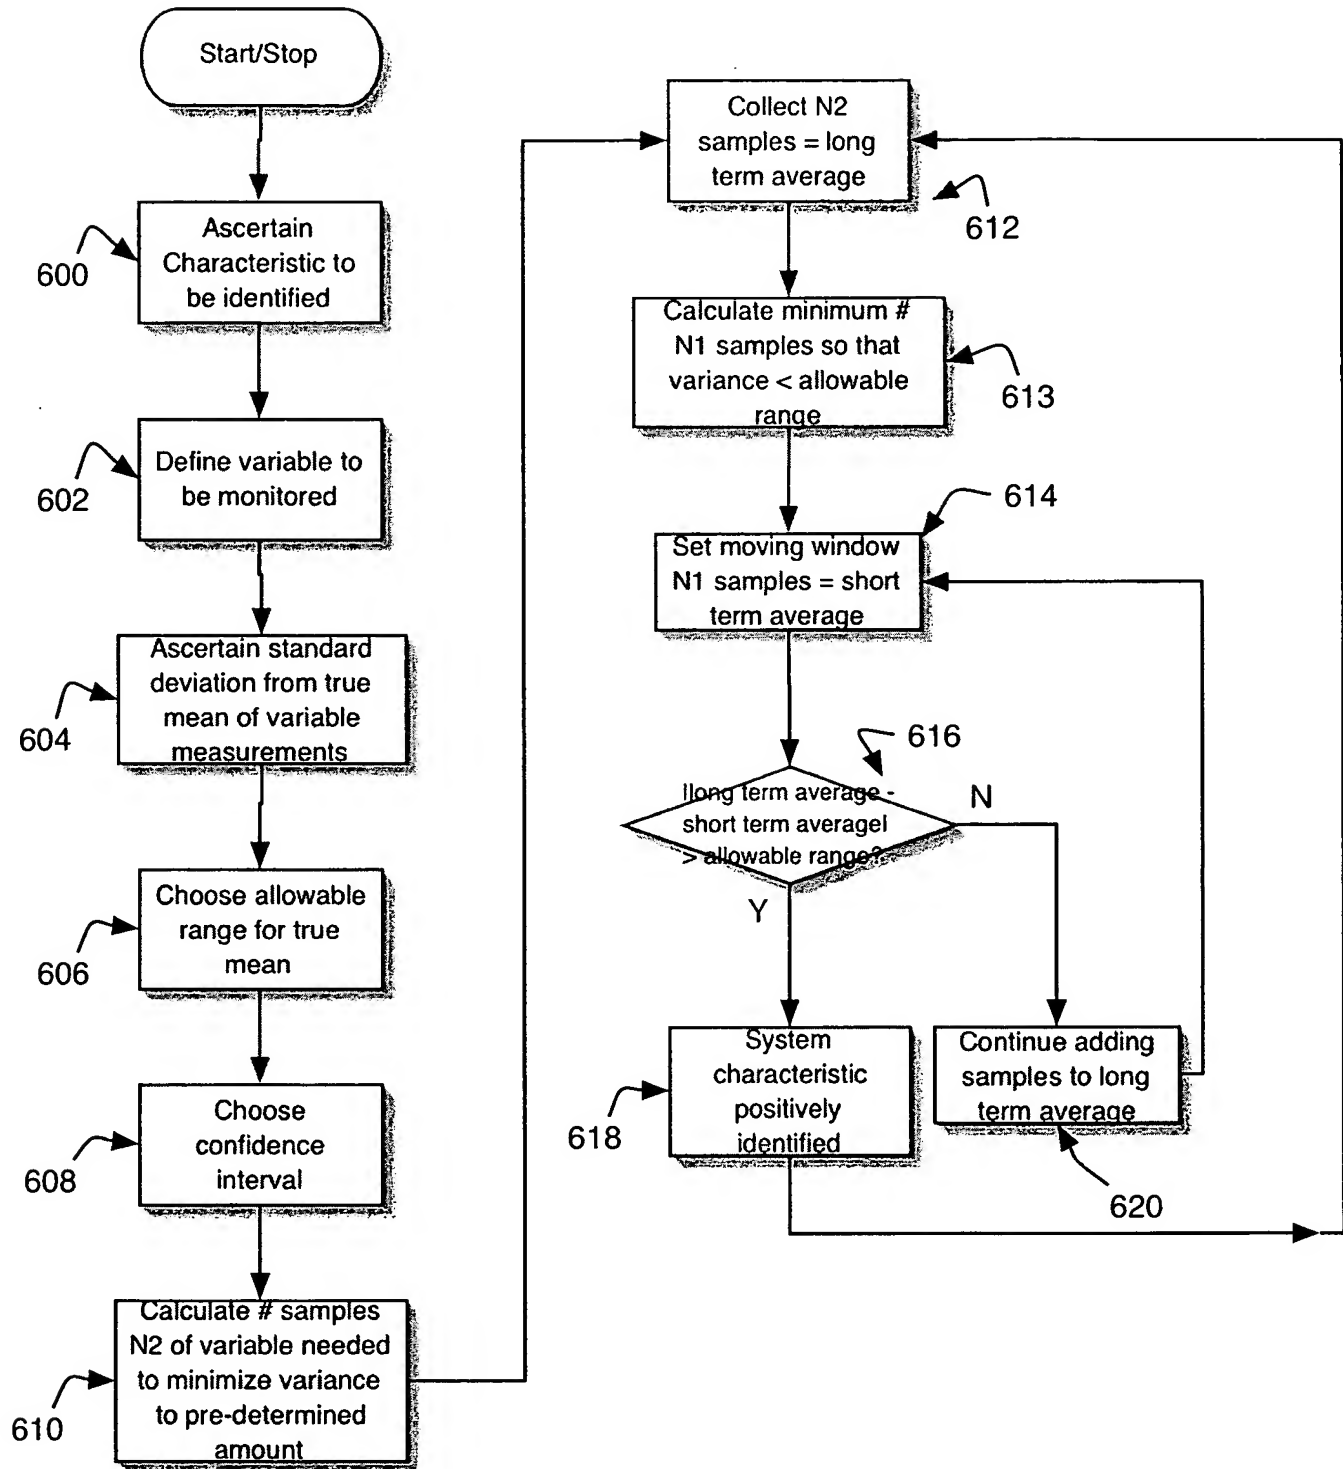 Start/Stop
600
Ascertain
Characteristic to
be identified
602
Define variable to
be monitored
604
Ascertain standard
deviation from true
mean of variable
measurements
606
Choose allowable
range for true
mean
608
Choose
confidence
interval
610
Calculate # samples
N2 of variable needed
to minimize variance
to pre-determined
amount
Collect N2
samples = long
term average
612
Calculate minimum #
N1 samples so that
variance < allowable
range
613
614
Set moving window
N1 samples = short
term average
616
|long term average -
short term average|
> allowable range?
N
Y
618
System
characteristic
positively
identified
Continue adding
samples to long
term average
620